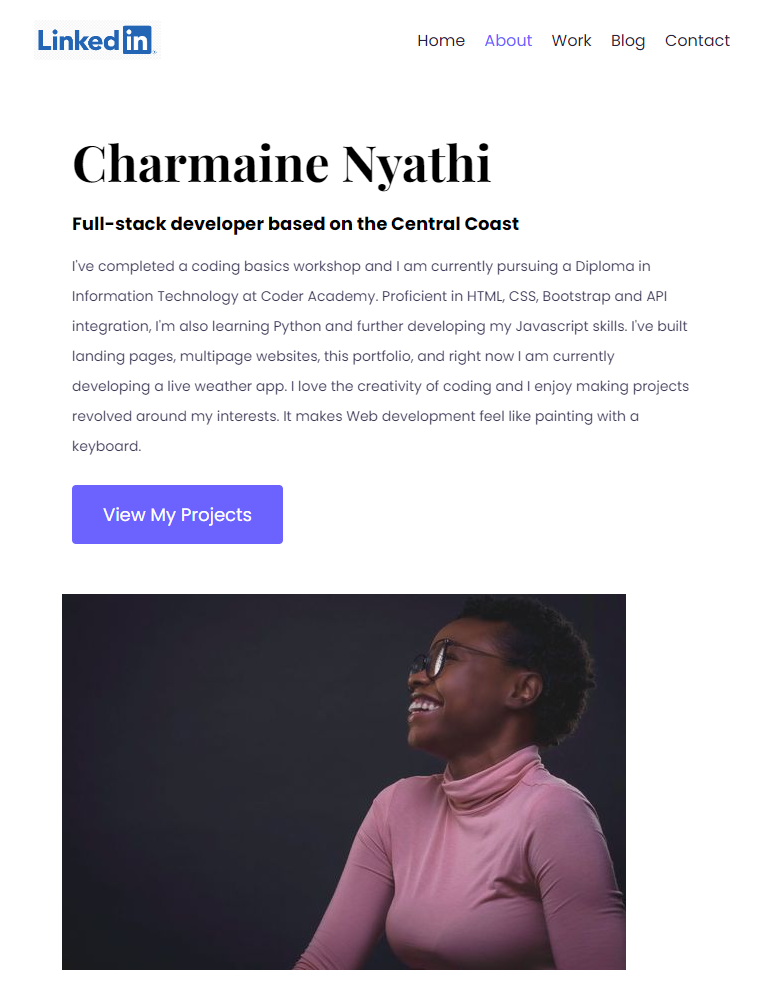 Linked in
Home About Work Blog Contact
Charmaine Nyathi
Full-stack developer based on the Central Coast
I've completed a coding basics workshop and I am currently pursuing a Diploma in
Information Technology at Coder Academy. Proficient in HTML, CSS, Bootstrap and API
integration, I'm also learning Python and further developing my Javascript skills. I've built
landing pages, multipage websites, this portfolio, and right now I am currently
developing a live weather app. I love the creativity of coding and I enjoy making projects
revolved around my interests. It makes Web development feel like painting with a
keyboard.
View My Projects